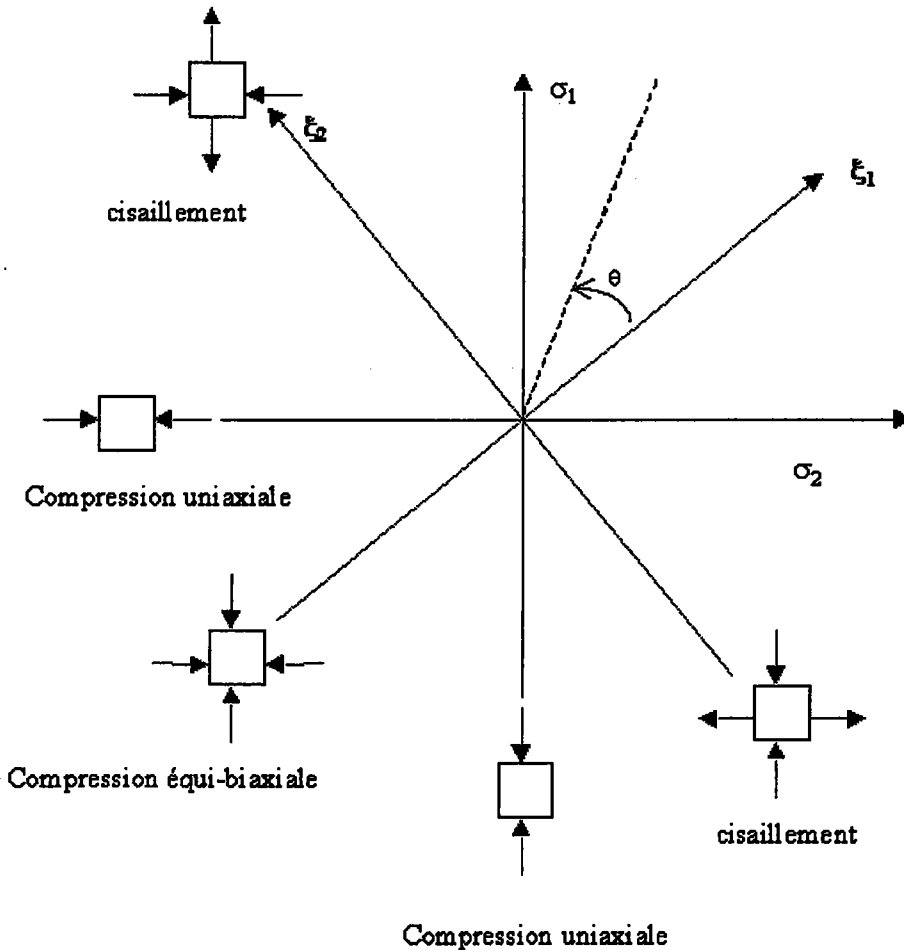 σ1
ξ2
ξ1
cisaillement
θ
σ2
Compression uniaxiale
Compression équi-biaxiale
cisaillement
Compression uniaxiale